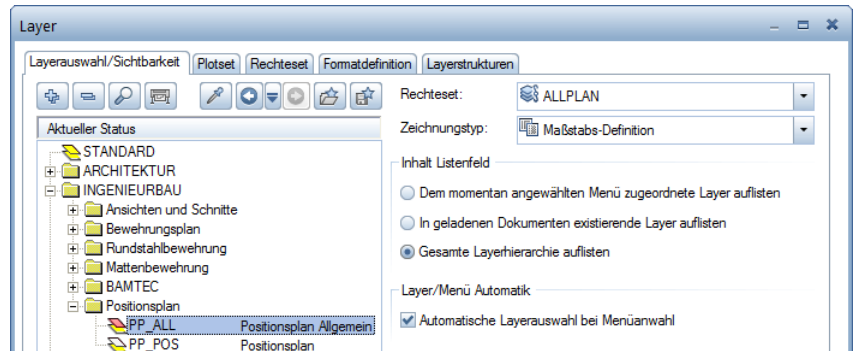 Layer
Layerauswahl/Sichtbarkeit Plotset Rechteset Formatdefinition Layerstrukturen
Aktueller Status
STANDARD
ARCHITEKTUR
INGENIEURBAU
Ansichten und Schnitte
Bewehrungsplan
Rundstahlbewehrung
Mattenbewehrung
BAMTEC
Positionsplan
PP_ALL Positionsplan Allgemein
PP_POS Positionsplan
Rechteset: ALLPLAN
Zeichnungstyp: Maßstabs-Definition
Inhalt Listenfeld
Dem momentan angewählten Menü zugeordnete Layer auflisten
In geladenen Dokumenten existierende Layer auflisten
Gesamte Layerhierarchie auflisten
Layer/Menü Automatik
Automatische Layerauswahl bei Menüanwahl